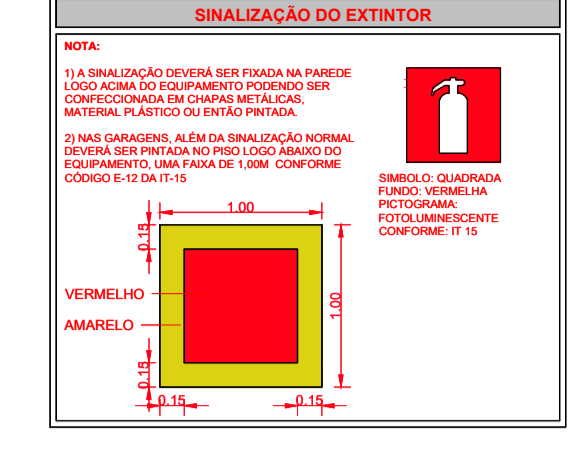 SINALIZAÇÃO DO EXTINTOR
NOTA:
1) A SINALIZAÇÃO DEVERÁ SER FIXADA NA PAREDE
LOGO ACIMA DO EQUIPAMENTO PODENDO SER
CONFECCIONADA EM CHAPAS METÁLICAS,
MATERIAL PLÁSTICO OU ENTÃO PINTADA.
2) NAS GARAGENS, ALÉM DA SINALIZAÇÃO NORMAL
DEVERÁ SER PINTADA NO PISO LOGO ABAIXO DO
EQUIPAMENTO, UMA FAIXA DE 1,00M CONFORME
CÓDIGO E-12 DA IT-15
SIMBOLO: QUADRADA
FUNDO: VERMELHA
PICTOGRAMA:
FOTOLUMINESCENTE
CONFORME: IT 15
1.00
0.15
VERMELHO
AMARELO
1.00
0.15
0.15
0.15